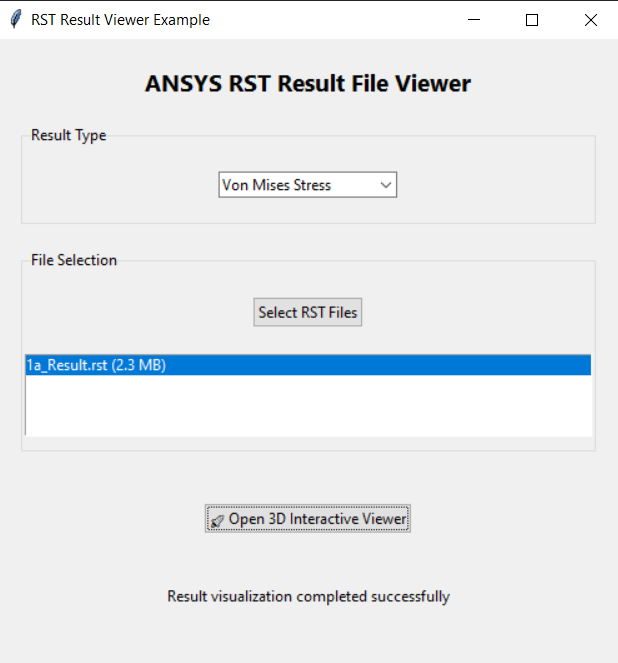 RST Result Viewer Example
ANSYS RST Result File Viewer
Result Type
Von Mises Stress
File Selection
Select RST Files
1a_Result.rst (2.3 MB)
Open 3D Interactive Viewer
Result visualization completed successfully